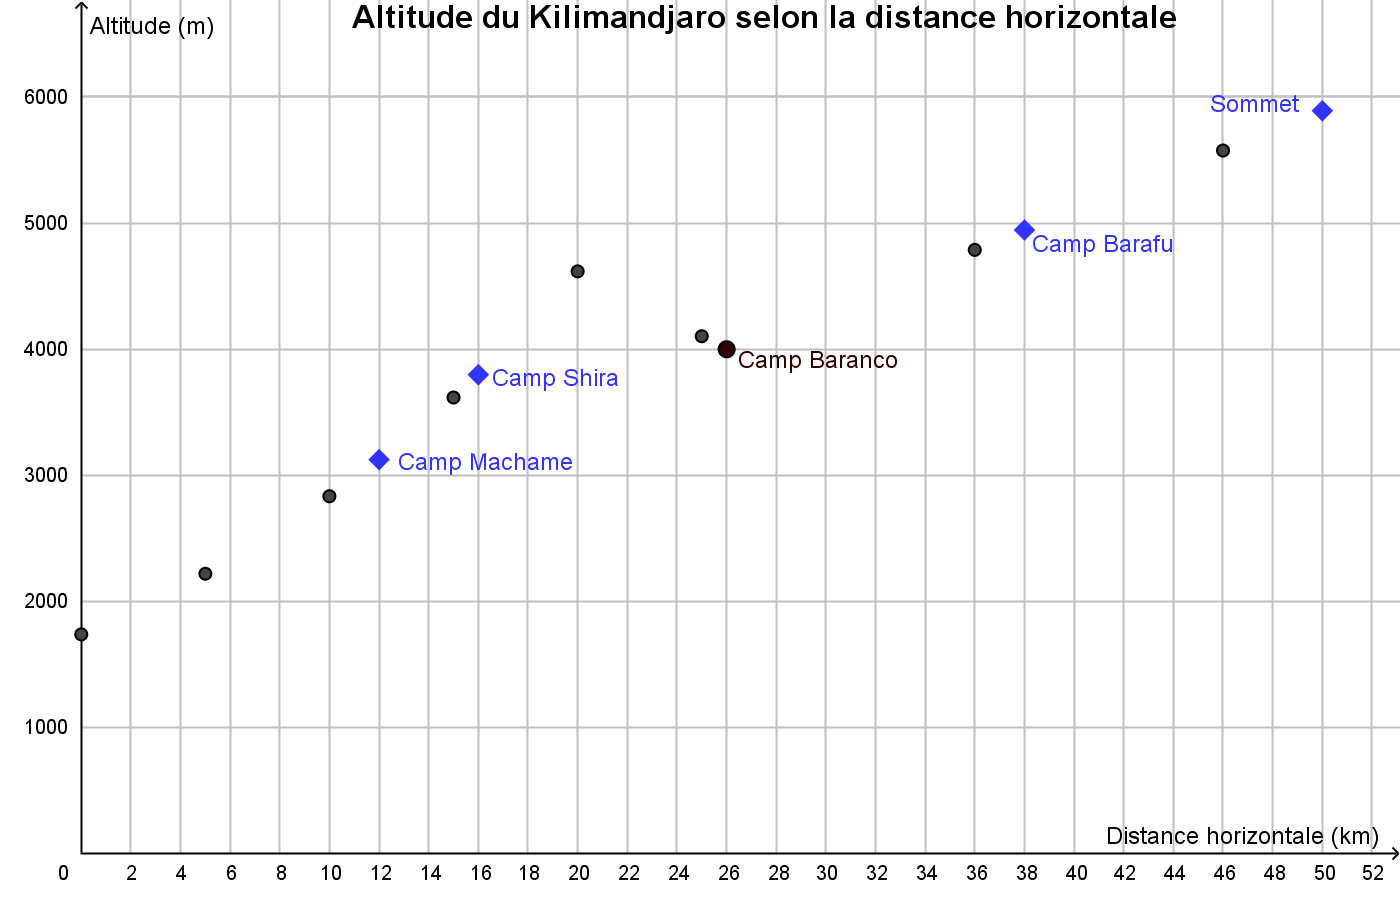 Altitude du Kilimandjaro selon la distance horizontale
Altitude (m)
6000
Sommet
5000
Camp Barafu
4000
Camp Baranco
Camp Shira
Camp Machame
3000
2000
1000
Distance horizontale (km)
0 2 4 6 8 10 12 14 16 18 20 22 24 26 28 30 32 34 36 38 40 42 44 46 48 50 52